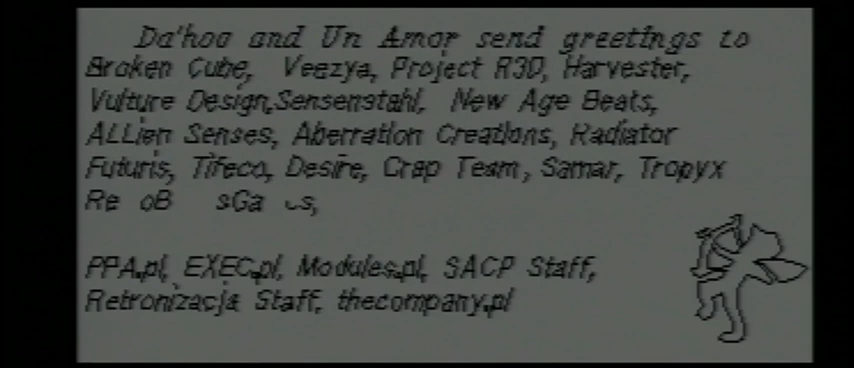 Da'hoo and Un Amor send greetings to
Broken Cube, Veezya, Project R3D, Harvester,
Vulture Design, Sensenstahl, New Age Beats,
ALLien Senses, Aberration Creations, Radiator
Futuris, Tifeco, Desire, Crap Team, Samar, Tropyx
PPA.pl, EXEC.pl, Modules.pl, SACP Staff,
Retronizacja Staff, thecompany.pl